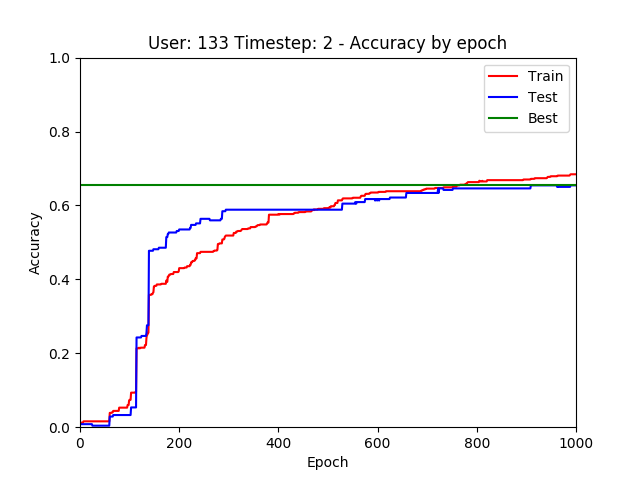 User: 133 Timestep: 2 - Accuracy by epoch
1.0
0.8
0.6
0.4
0.2
0.0
Accuracy
Train
Test
Best
0 200 400 600 800 1000
Epoch